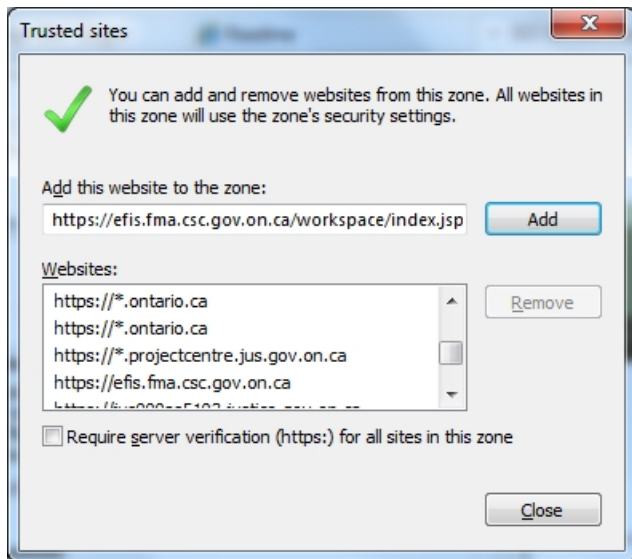 Trusted sites
You can add and remove websites from this zone. All websites in
this zone will use the zone's security settings.
Add this website to the zone:
https://efis.fma.csc.gov.on.ca/workspace/index.jsp
Add
Websites:
https://*.ontario.ca
https://*.ontario.ca
https://*.projectcentre.jus.gov.on.ca
https://efis.fma.csc.gov.on.ca
Remove
Require server verification (https:) for all sites in this zone
Close